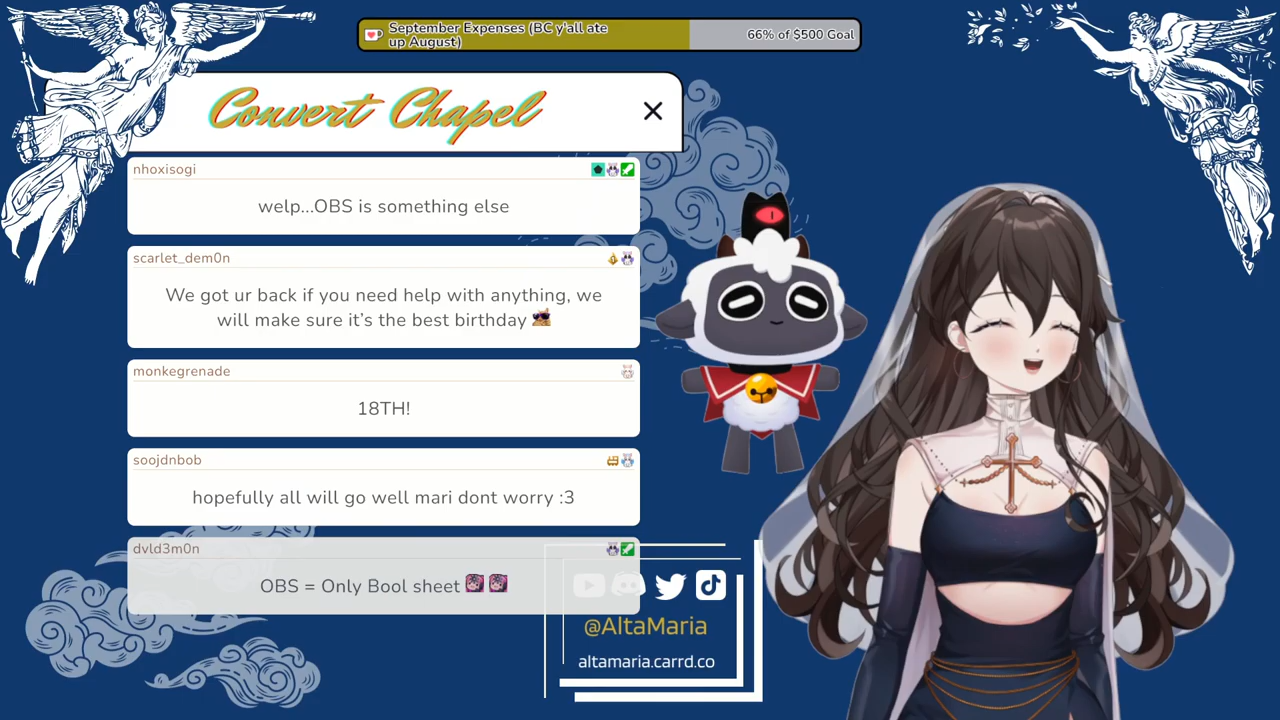 September Expenses (BC y'all ate
up August)
66% of $500 Goal
Convert Chapel
nhoxisogi
welp...OBS is something else
scarlet_dem0n
We got ur back if you need help with anything, we
will make sure it's the best birthday
monkegrenade
18TH!
soojdnbob
hopefully all will go well mari dont worry :3
dvld3m0n
OBS = Only Bool sheet
@AltaMaria
altamaria.carrd.co